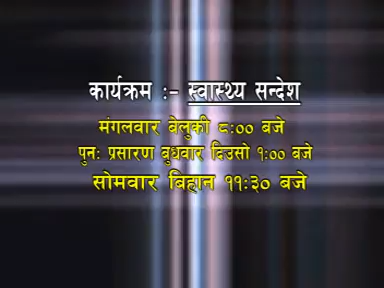 कार्यक्रम :- स्वास्थ्य सन्देश
मंगलवार बेलुकी ८:०० बजे
पुनः प्रसारण बुधवार दिउसो १:०० बजे
सोमवार बिहान ११:३० बजे